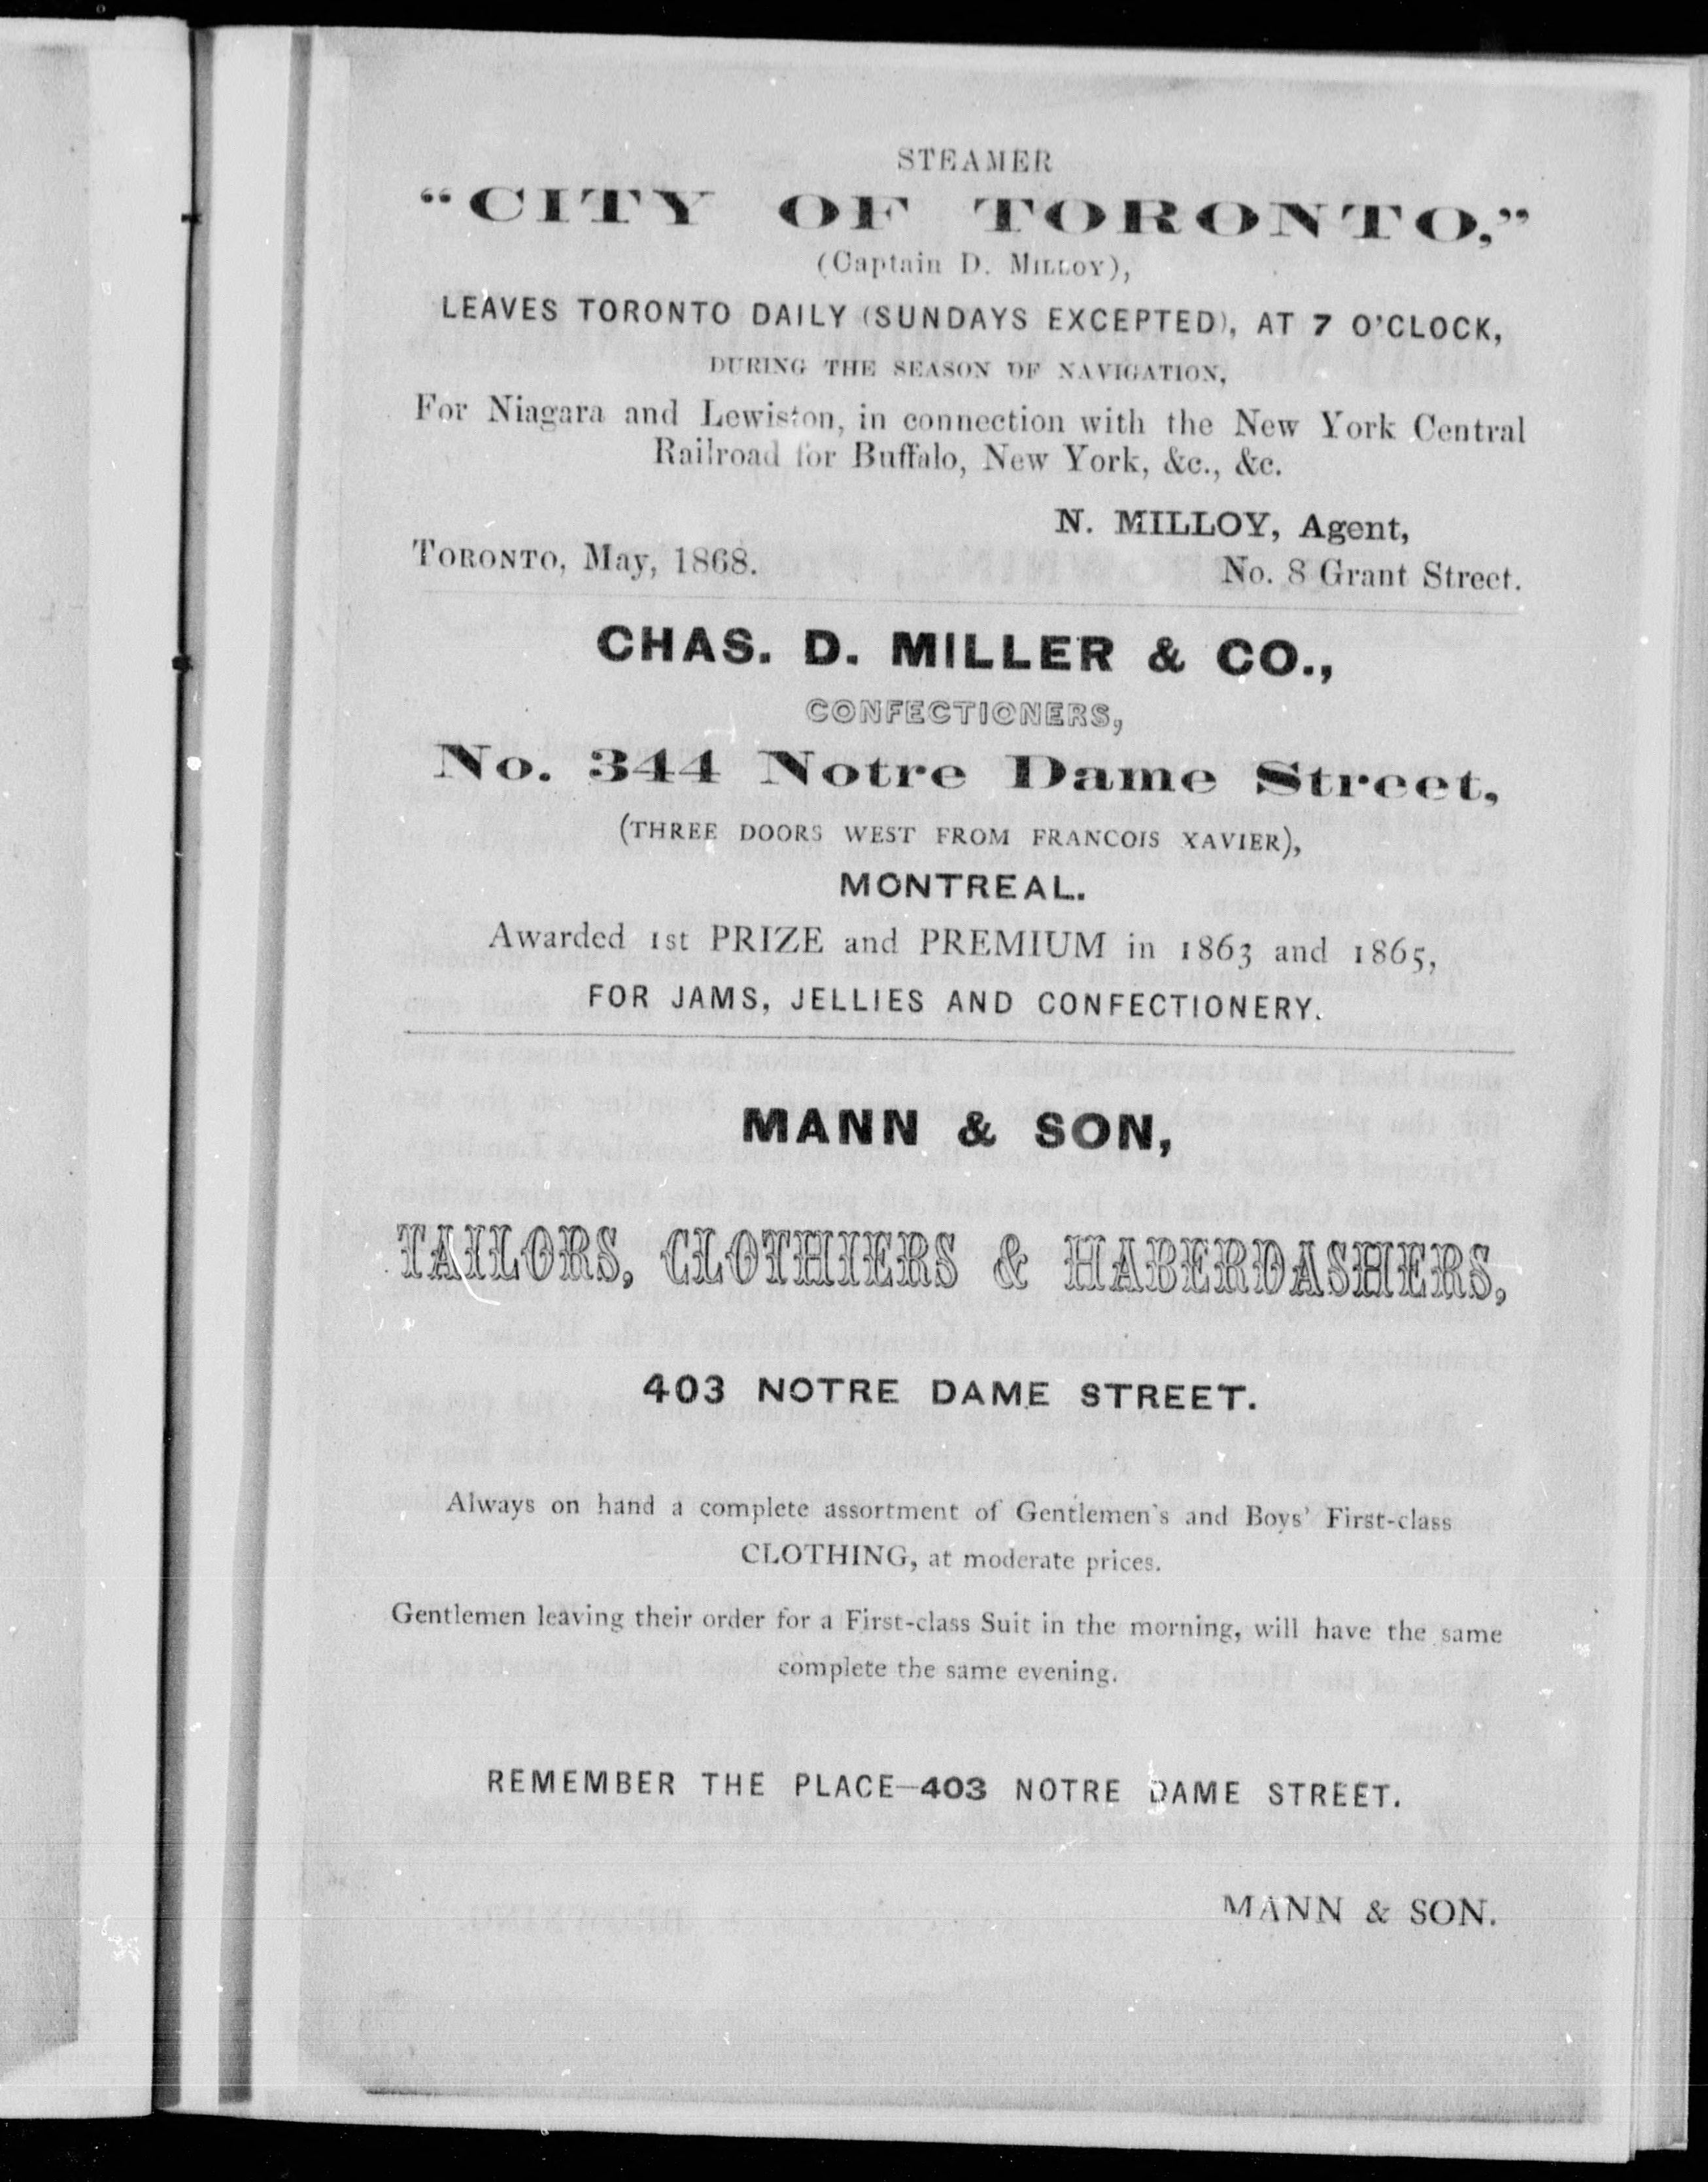 STEAMER
“CITY OF TORONTO,”
(Captain D. MILLOY),
LEAVES TORONTO DAILY (SUNDAYS EXCEPTED), AT 7 O’CLOCK,
DURING THE SEASON OF NAVIGATION,
For Niagara and Lewiston, in connection with the New York Central
Railroad for Buffalo, New York, &c., &c.
N. MILLOY, Agent,
TORONTO, May, 1868.
No. 8 Grant Street.
CHAS. D. MILLER & CO.,
CONFECTIONERS,
No. 344 Notre Dame Street,
(THREE DOORS WEST FROM FRANCOIS XAVIER),
MONTREAL.
Awarded 1st PRIZE and PREMIUM in 1863 and 1865,
FOR JAMS, JELLIES AND CONFECTIONERY.
MANN & SON,
TAILORS, CLOTHIERS & HABERDASHERS,
403 NOTRE DAME STREET.
Always on hand a complete assortment of Gentlemen’s and Boys’ First-class
CLOTHING, at moderate prices.
Gentlemen leaving their order for a First-class Suit in the morning, will have the same
complete the same evening.
REMEMBER THE PLACE—403 NOTRE DAME STREET.
MANN & SON.